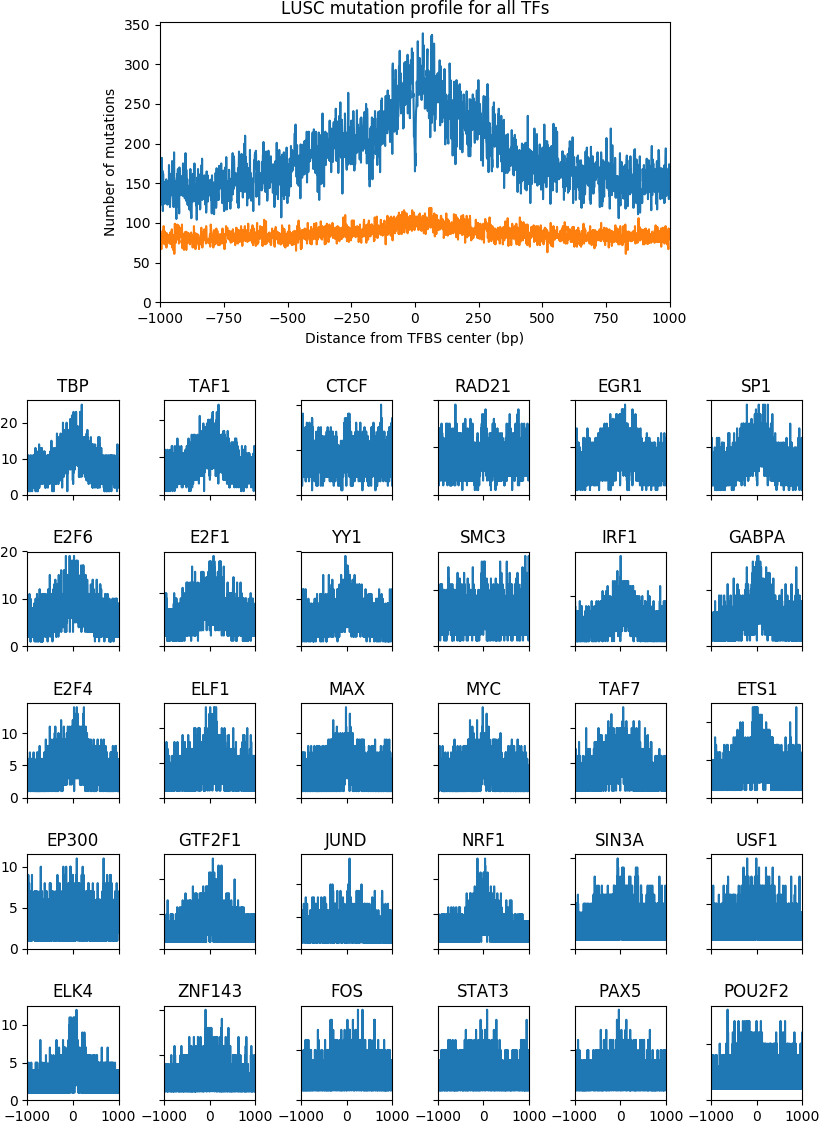 LUSC mutation profile for all TFs
350
300
250
200
150
100
50
0
Number of mutations
−1000 −750 −500 −250 0 250 500 750 1000
Distance from TFBS center (bp)
TBP TAF1 CTCF RAD21 EGR1 SP1
20
10
0
E2F6 E2F1 YY1 SMC3 IRF1 GABPA
20
10
0
E2F4 ELF1 MAX MYC TAF7 ETS1
10
5
0
EP300 GTF2F1 JUND NRF1 SIN3A USF1
10
5
0
ELK4 ZNF143 FOS STAT3 PAX5 POU2F2
10
5
0
−1000 0 1000 −1000 0 1000 −1000 0 1000 −1000 0 1000 −1000 0 1000 −1000 0 1000